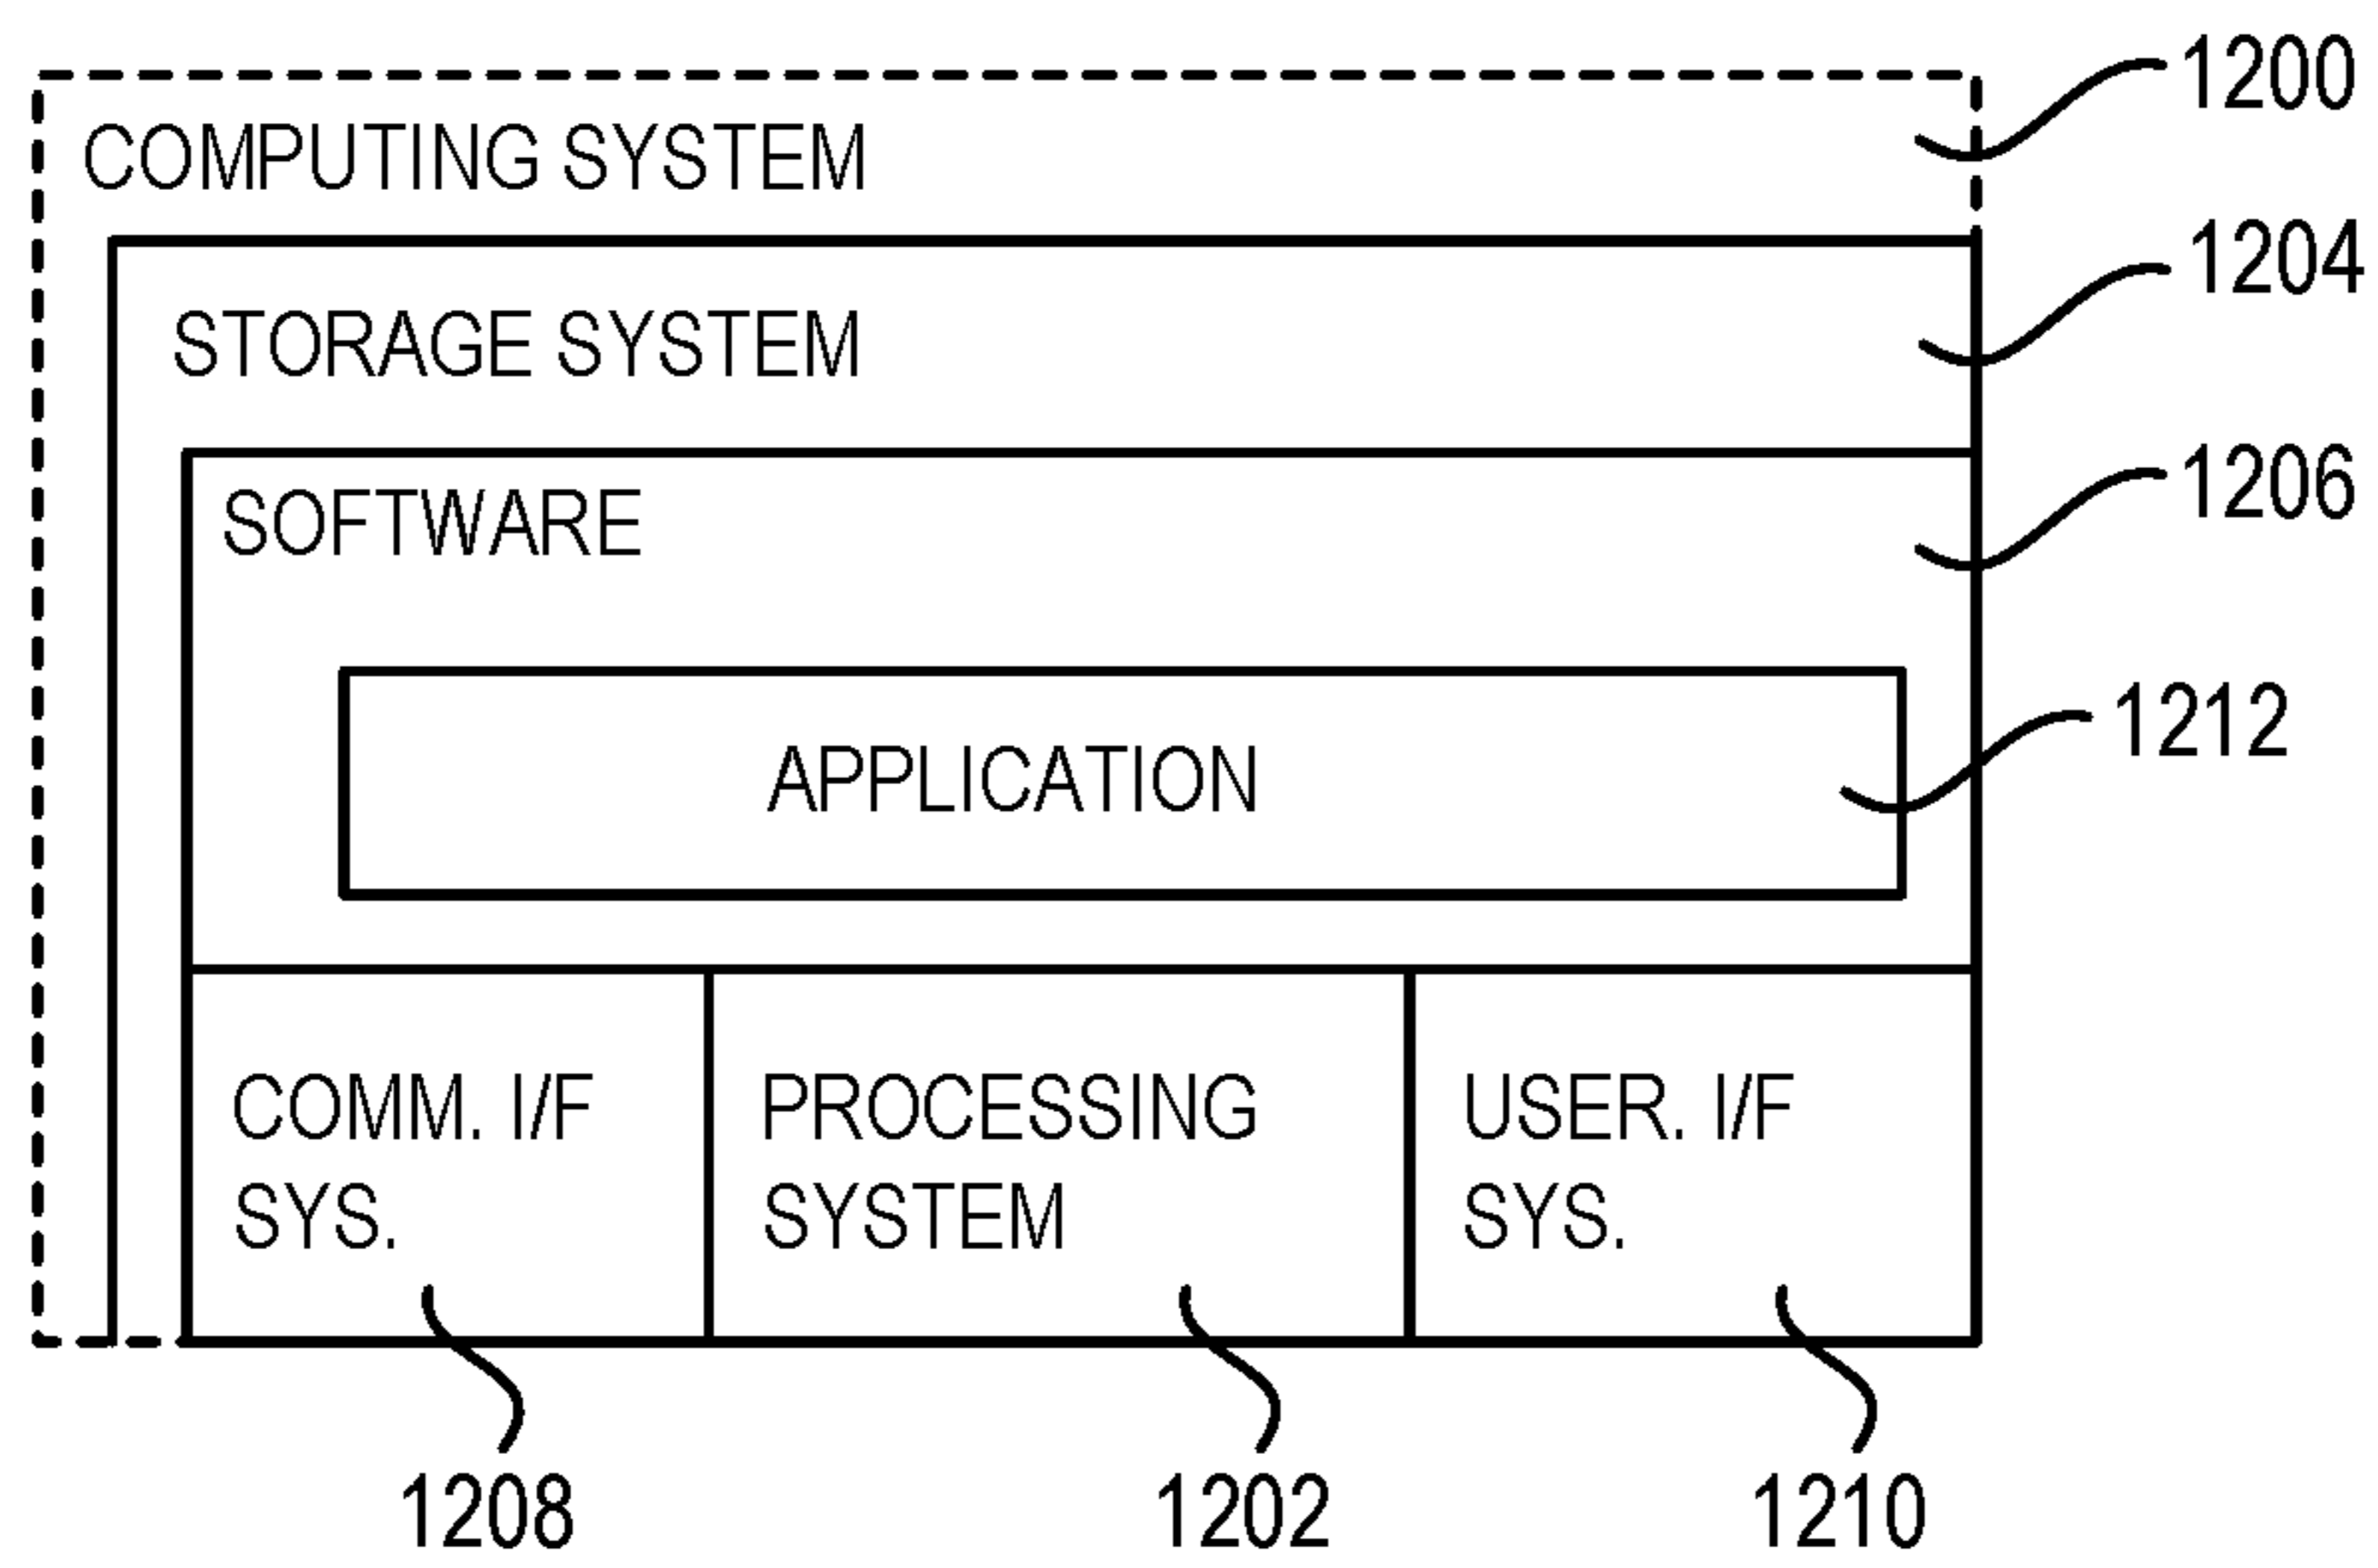 1200
COMPUTING SYSTEM
1204
STORAGE SYSTEM
1206
SOFTWARE
1212
APPLICATION
COMM. I/F
SYS.
PROCESSING
SYSTEM
USER. I/F
SYS.
1208
1202
1210